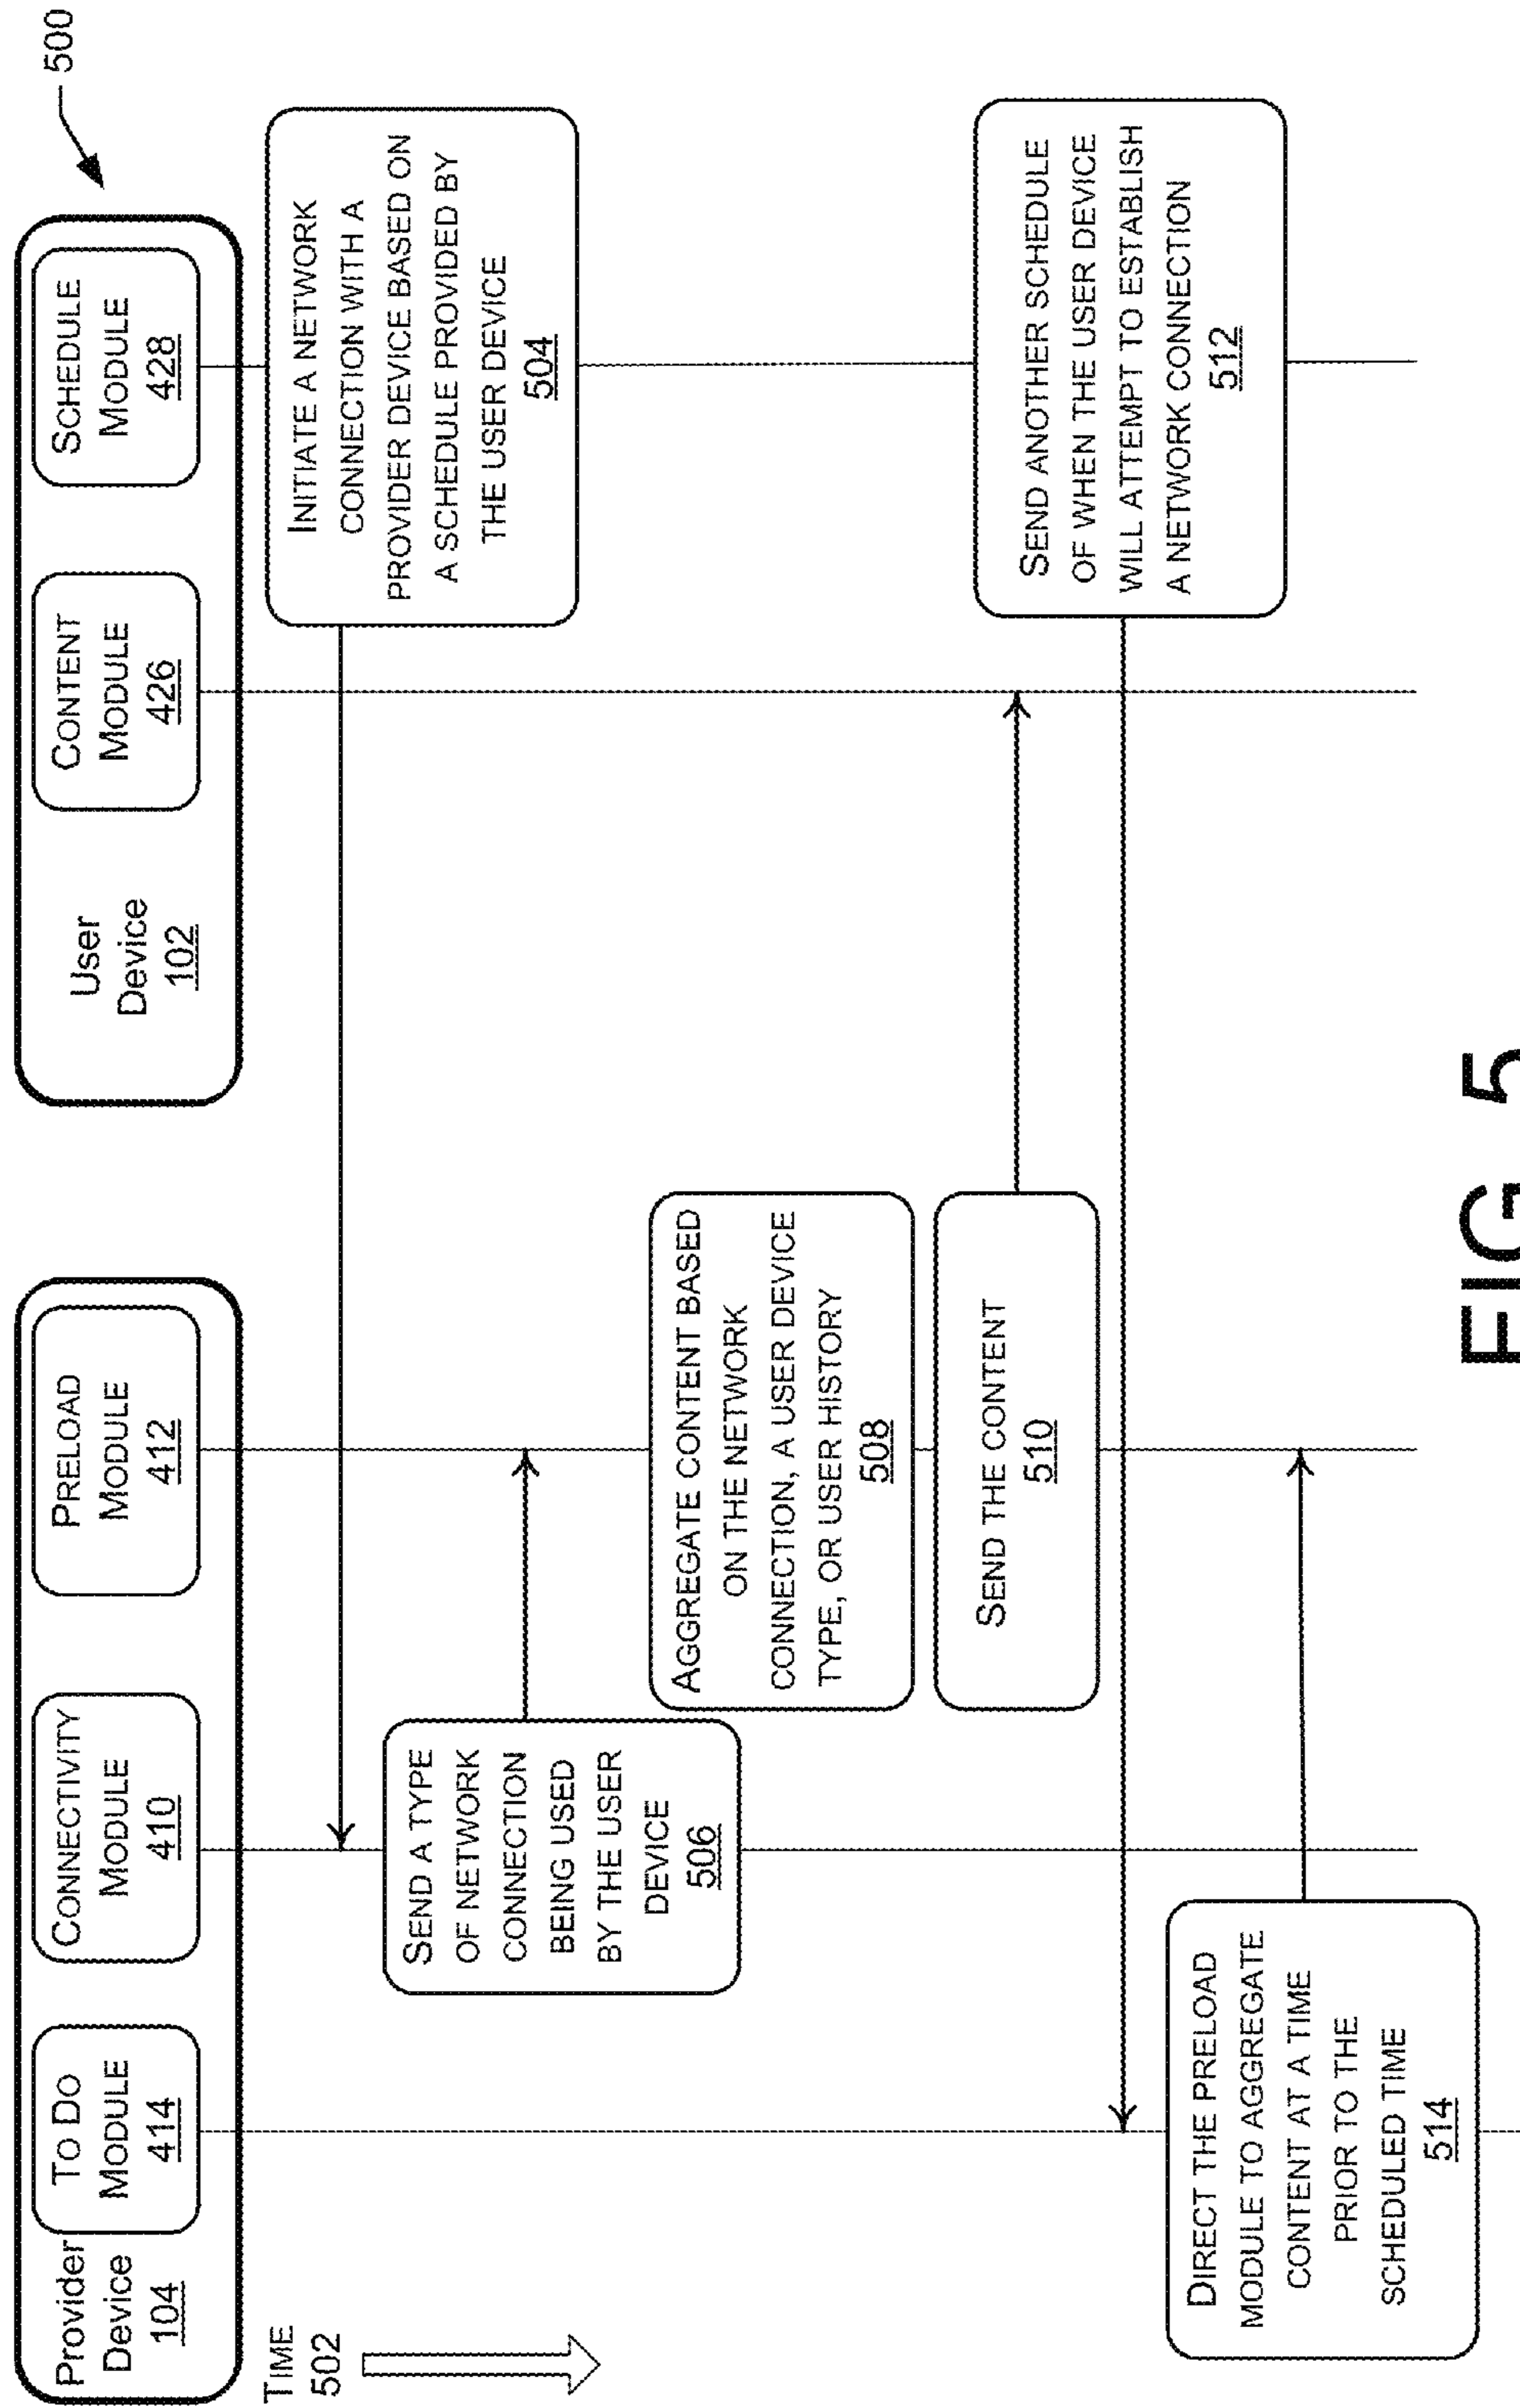 500
Provider
Device
104
TO DO
MODULE
414
CONNECTIVITY
MODULE
410
PRELOAD
MODULE
412
User
Device
102
CONTENT
MODULE
426
SCHEDULE
MODULE
428
TIME
502
INITIATE A NETWORK
CONNECTION WITH A
PROVIDER DEVICE BASED ON
A SCHEDULE PROVIDED BY
THE USER DEVICE
504
SEND A TYPE
OF NETWORK
CONNECTION
BEING USED
BY THE USER
DEVICE
506
AGGREGATE CONTENT BASED
ON THE NETWORK
CONNECTION, A USER DEVICE
TYPE, OR USER HISTORY
508
SEND THE CONTENT
510
SEND ANOTHER SCHEDULE
OF WHEN THE USER DEVICE
WILL ATTEMPT TO ESTABLISH
A NETWORK CONNECTION
512
DIRECT THE PRELOAD
MODULE TO AGGREGATE
CONTENT AT A TIME
PRIOR TO THE
SCHEDULED TIME
514
FIG. 5